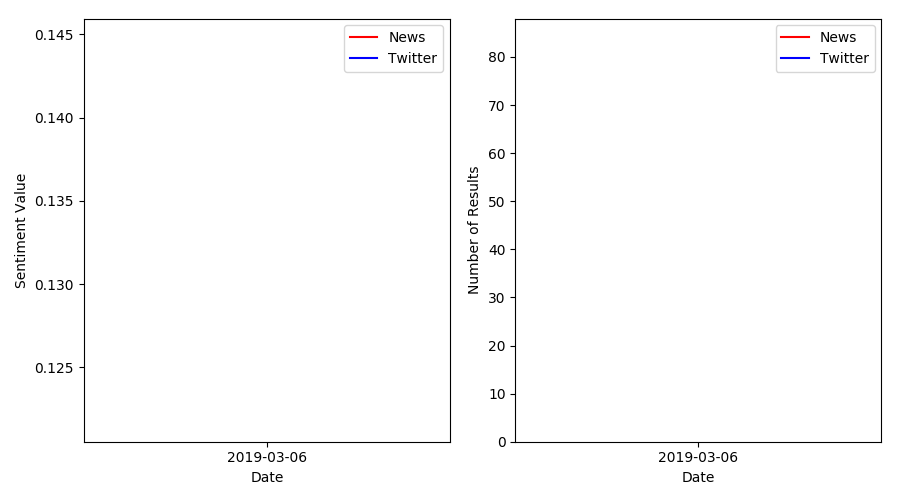 0.145
0.140
0.135
0.130
0.125
Sentiment Value
2019-03-06
Date
News
Twitter
80
70
60
50
40
30
20
10
0
Number of Results
2019-03-06
Date
News
Twitter